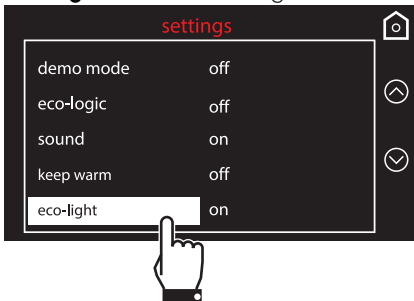 settings
demo mode off
eco-logic off
sound on
keep warm off
eco-light on